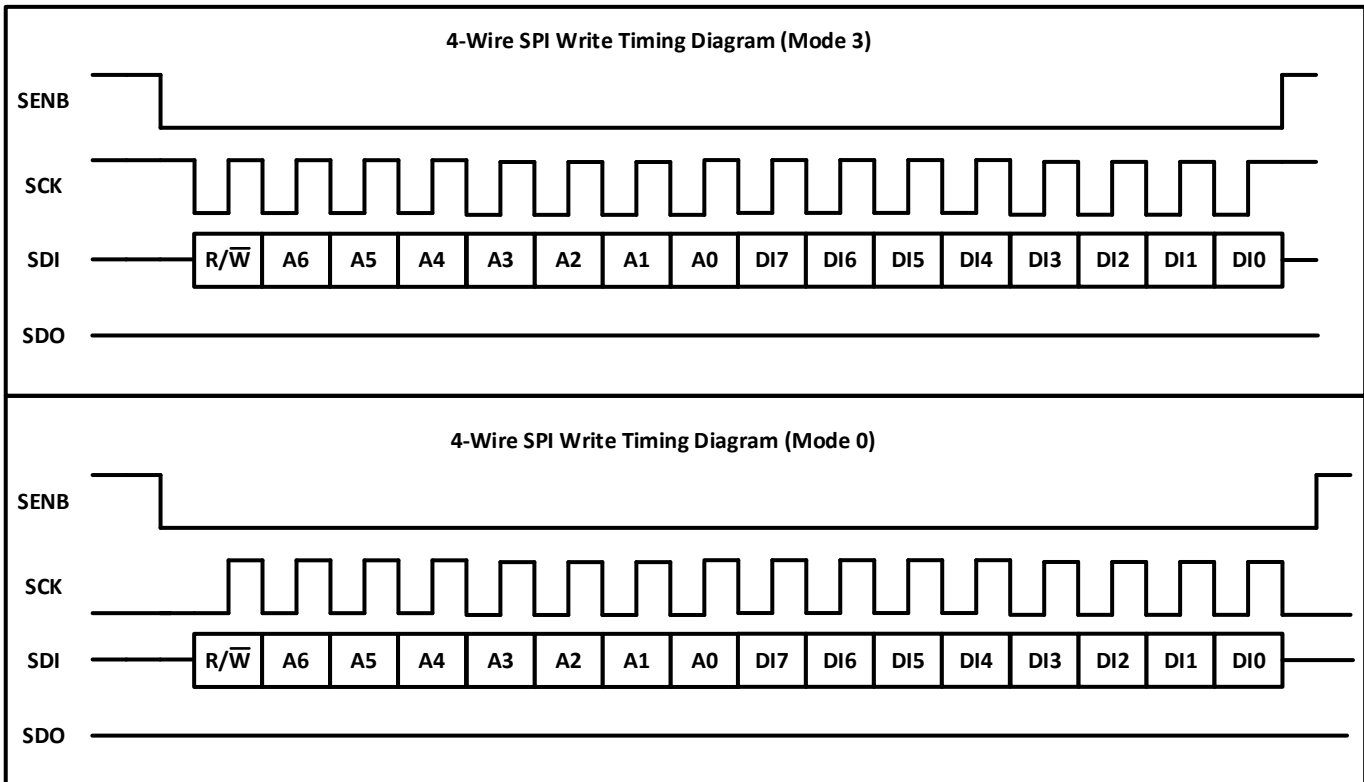 4-Wire SPI Write Timing Diagram (Mode 3)
SENB
SCK
SDI R/W̅ A6 A5 A4 A3 A2 A1 A0 DI7 DI6 DI5 DI4 DI3 DI2 DI1 DI0
SDO
4-Wire SPI Write Timing Diagram (Mode 0)
SENB
SCK
SDI R/W̅ A6 A5 A4 A3 A2 A1 A0 DI7 DI6 DI5 DI4 DI3 DI2 DI1 DI0
SDO